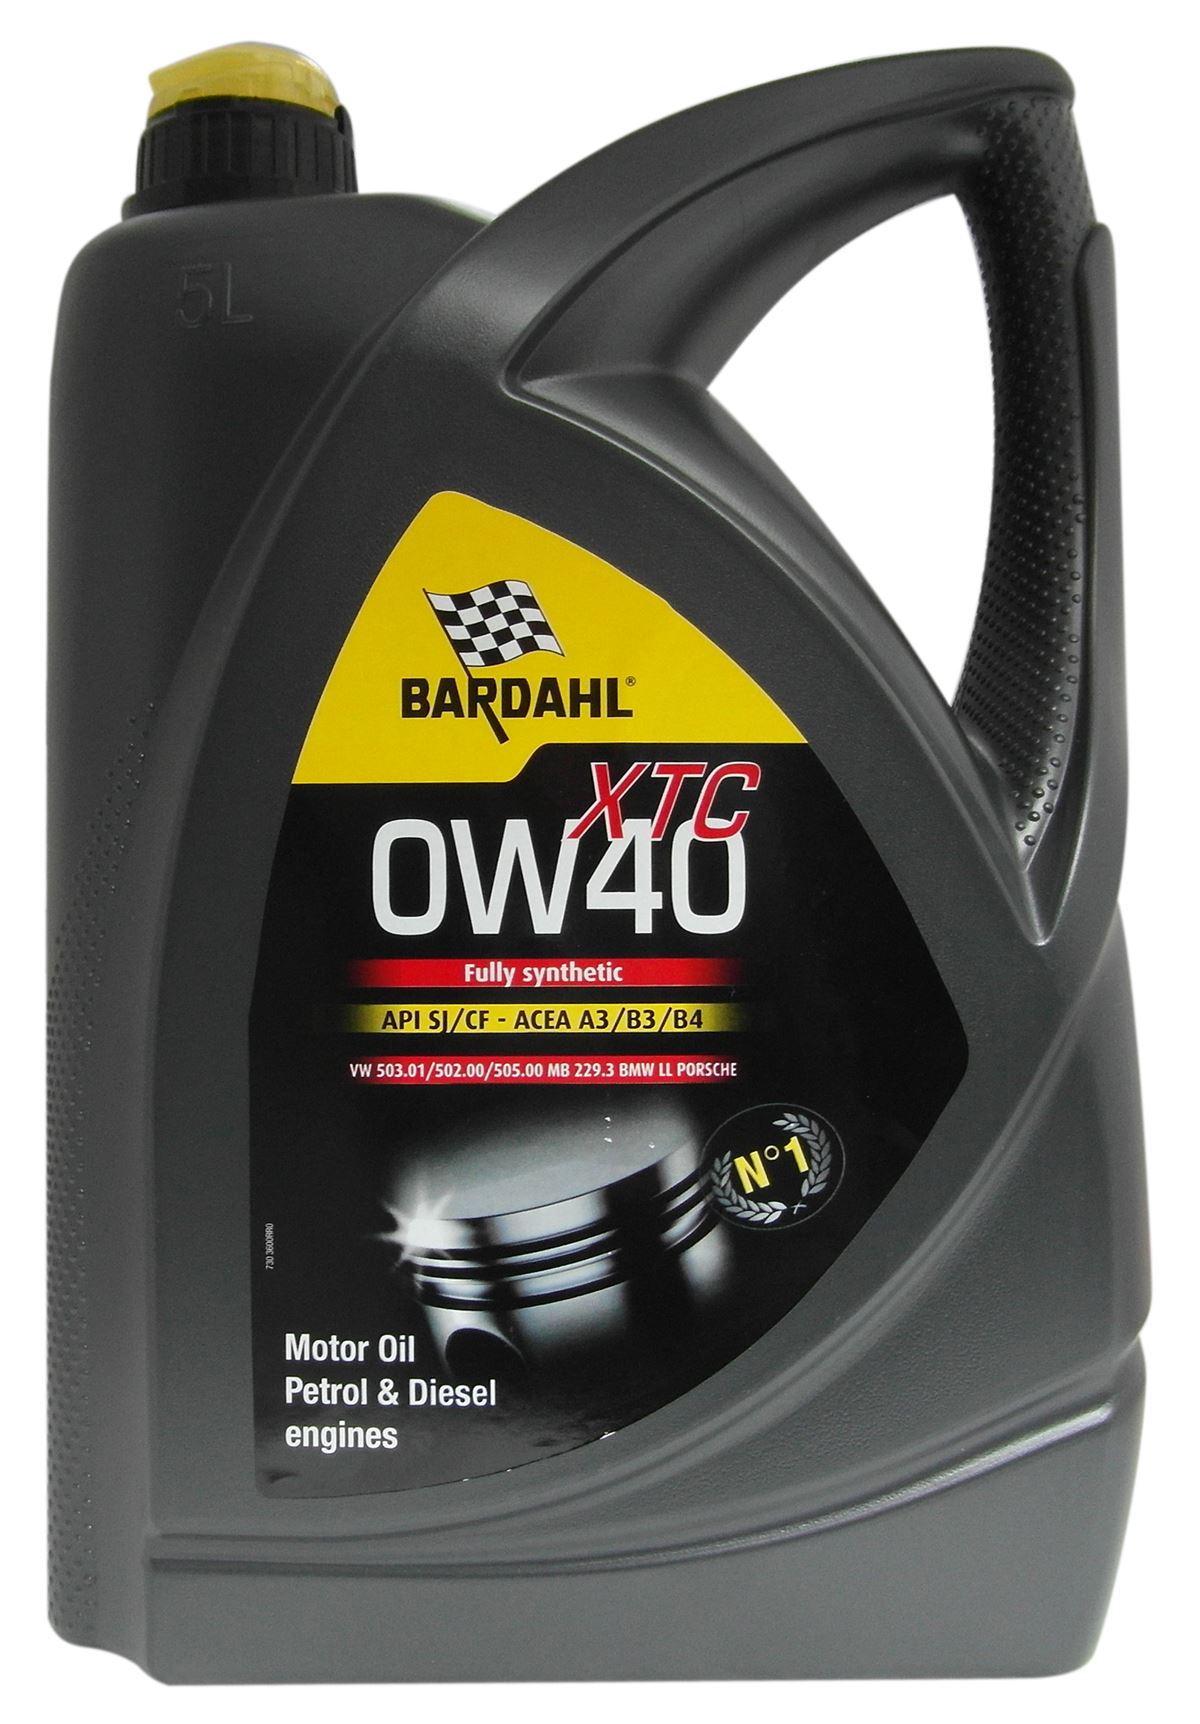 5L
BARDAHL®
XTC
0W40
Fully synthetic
API SJ/CF - ACEA A3/B3/B4
VW 503.01/502.00/505.00 MB 229.3 BMW LL PORSCHE
N°1
Motor Oil
Petrol & Diesel
engines